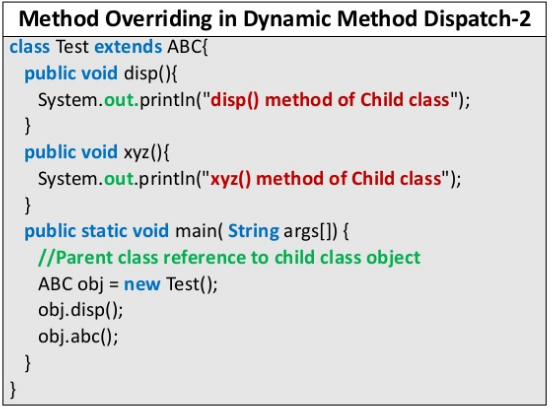 Method Overriding in Dynamic Method Dispatch-2
class Test extends ABC{
public void disp(){
System.out.println("disp() method of Child class");
}
public void xyz(){
System.out.println("xyz() method of Child class");
}
public static void main( String args[]) {
//Parent class reference to child class object
ABC obj = new Test();
obj.disp();
obj.abc();
}
}